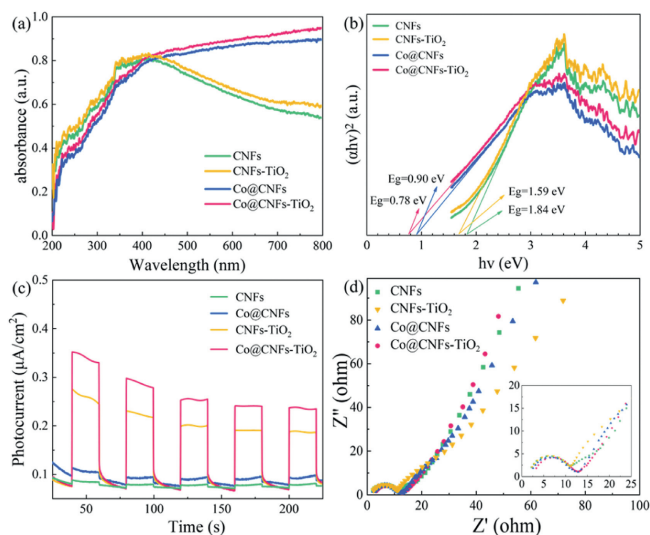 (a)
absorbance (a.u.)
1.0
0.8
0.6
0.4
0.2
0.0
200 300 400 500 600 700 800
Wavelength (nm)
CNFs
CNFs-TiO₂
Co@CNFs
Co@CNFs-TiO₂
(b)
(αhv)² (a.u.)
CNFs
CNFs-TiO₂
Co@CNFs
Co@CNFs-TiO₂
Eg=0.90 eV
Eg=0.78 eV
Eg=1.59 eV
Eg=1.84 eV
0 1 2 3 4 5
hv (eV)
(c)
Photocurrent (μA/cm²)
0.5
0.4
0.3
0.2
0.1
50 100 150 200
Time (s)
CNFs
Co@CNFs
CNFs-TiO₂
Co@CNFs-TiO₂
(d)
Z'' (ohm)
80
60
40
20
0
0 20 40 60 80 100
Z' (ohm)
CNFs
CNFs-TiO₂
Co@CNFs
Co@CNFs-TiO₂
20
15
10
5
0
0 5 10 15 20 25